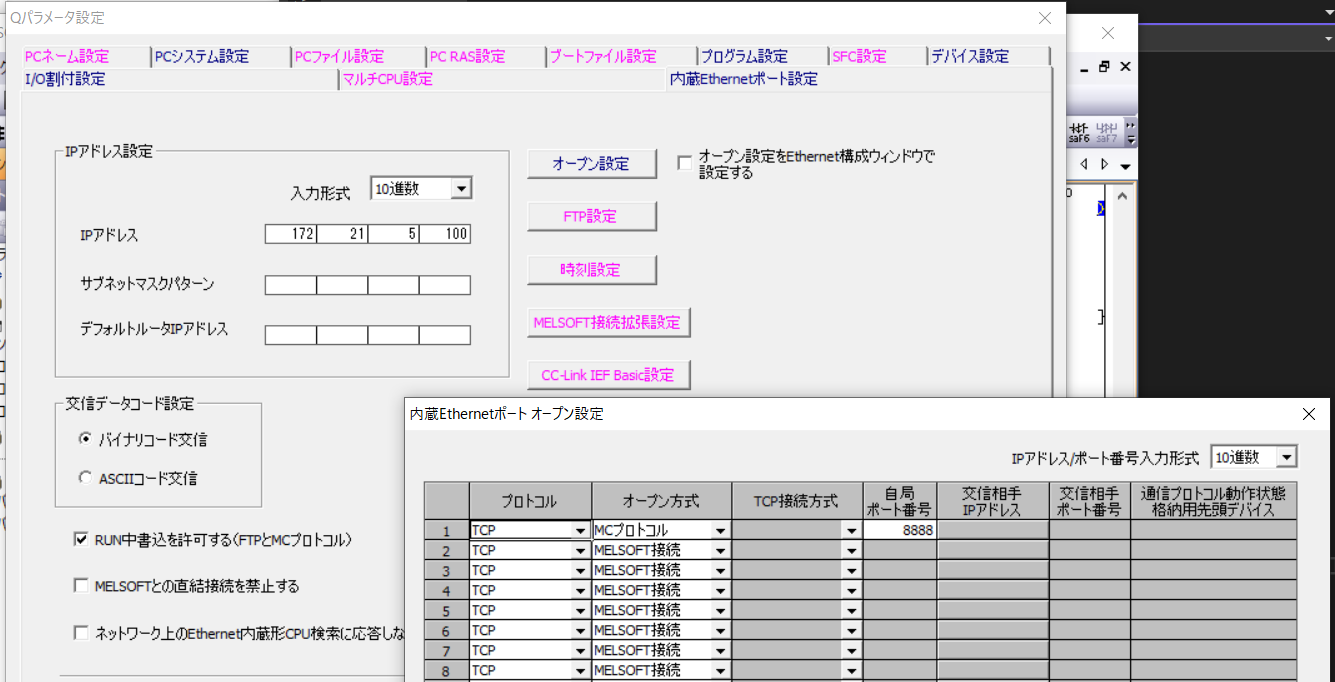 Qパラメータ設定
PCネーム設定
PCシステム設定
PCファイル設定
PC RAS設定
ブートファイル設定
プログラム設定
SFC設定
デバイス設定
I/O割付設定
マルチCPU設定
内蔵Ethernetポート設定
IPアドレス設定
入力形式 10進数
IPアドレス 172 21 5 100
サブネットマスクパターン
デフォルトルータIPアドレス
オープン設定
オープン設定をEthernet構成ウィンドウで
設定する
FTP設定
時刻設定
MELSOFT接続拡張設定
CC-Link IEF Basic設定
交信データコード設定
バイナリコード交信
ASCIIコード交信
RUN中書込を許可する(FTPとMCプロトコル)
MELSOFTとの直結接続を禁止する
ネットワーク上のEthernet内蔵形CPU検索に応答しな
saF6 saF7
}
内蔵Ethernetポート オープン設定
IPアドレス/ポート番号入力形式 10進数
プロトコル
オープン方式
TCP接続方式
自局
ポート番号
交信相手
IPアドレス
交信相手
ポート番号
通信プロトコル動作状態
格納用先頭デバイス
1 TCP MCプロトコル 8888
2 TCP MELSOFT接続
3 TCP MELSOFT接続
4 TCP MELSOFT接続
5 TCP MELSOFT接続
6 TCP MELSOFT接続
7 TCP MELSOFT接続
8 TCP MELSOFT接続